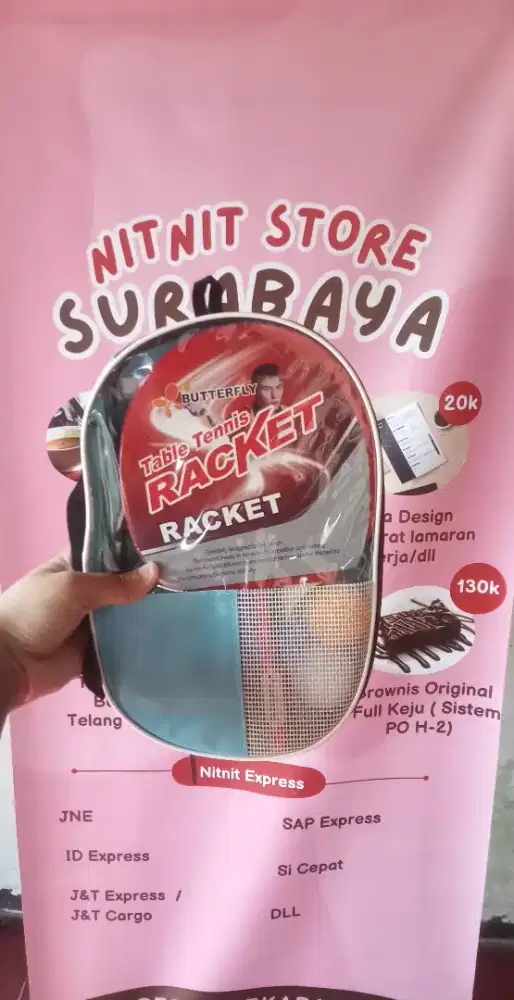 NITNIT STORE
SURABAYA
BUTTERFLY
Table Tennis
RACKET
RACKET
20k
a Design
rat lamaran
erja/dll
130k
Brownis Original
Full Keju ( Sistem
PO H-2)
Telang
Nitnit Express
JNE
SAP Express
ID Express
Si Cepat
J&T Express /
J&T Cargo
DLL